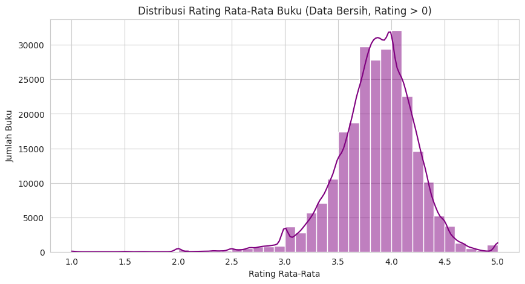 Distribusi Rating Rata-Rata Buku (Data Bersih, Rating > 0)
Jumlah Buku
30000
25000
20000
15000
10000
5000
0
1.0 1.5 2.0 2.5 3.0 3.5 4.0 4.5 5.0
Rating Rata-Rata